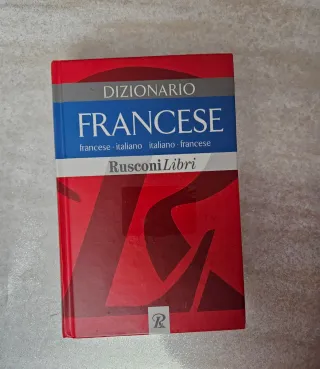 DIZIONARIO
FRANCESE
francese · italiano italiano · francese
RusconiLibri
R